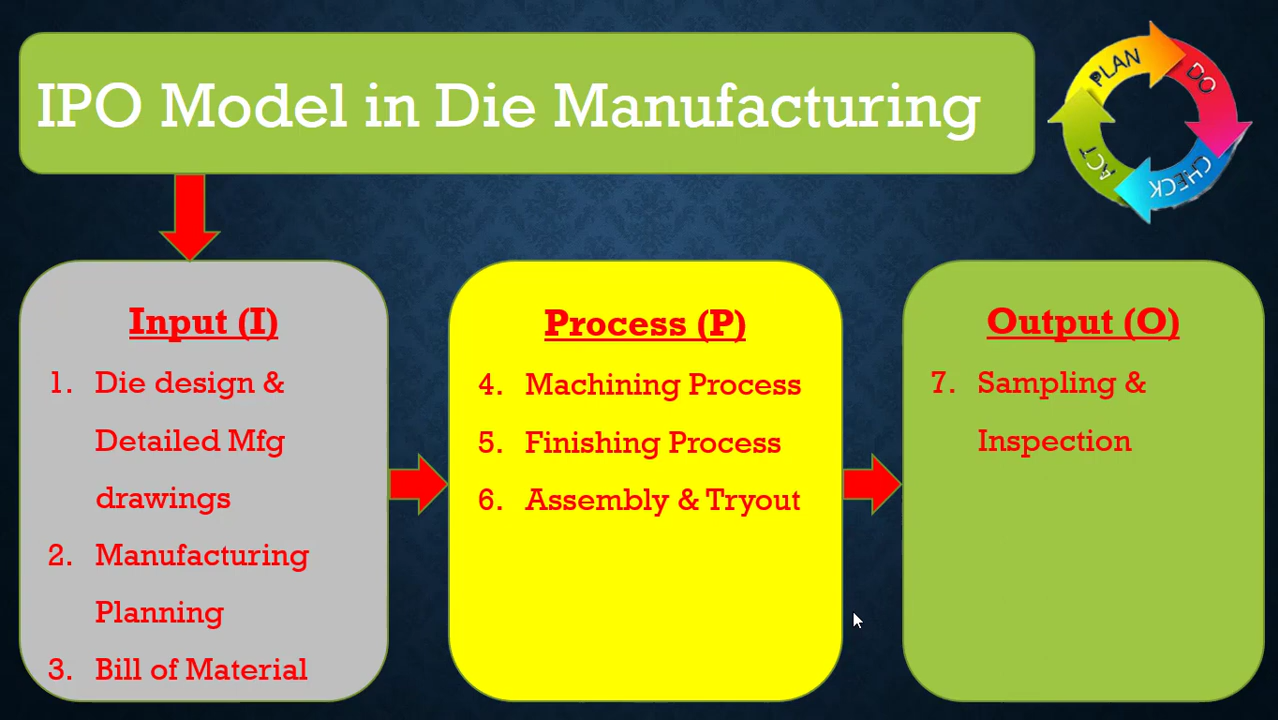 IPO Model in Die Manufacturing
PLAN
DO
CHECK
ACT
Input (I)
1. Die design &
Detailed Mfg
drawings
2. Manufacturing
Planning
3. Bill of Material
Process (P)
4. Machining Process
5. Finishing Process
6. Assembly & Tryout
Output (O)
7. Sampling &
Inspection